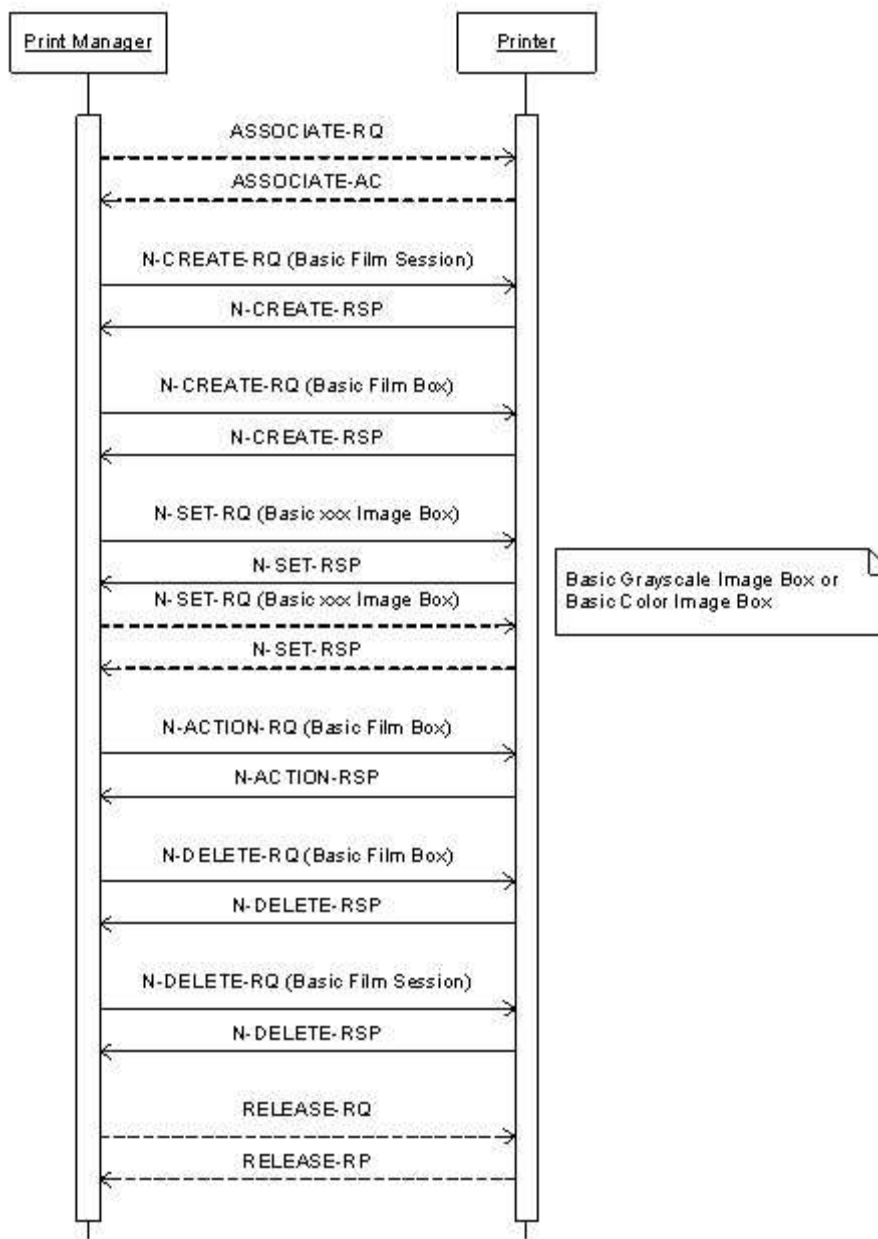 Print Manager
Printer
ASSOCIATE-RQ
ASSOCIATE-AC
N-CREATE-RQ (Basic Film Session)
N-CREATE-RSP
N-CREATE-RQ (Basic Film Box)
N-CREATE-RSP
N-SET-RQ (Basic xxx Image Box)
N-SET-RSP
N-SET-RQ (Basic xxx Image Box)
N-SET-RSP
Basic Grayscale Image Box or
Basic Color Image Box
N-ACTION-RQ (Basic Film Box)
N-ACTION-RSP
N-DELETE-RQ (Basic Film Box)
N-DELETE-RSP
N-DELETE-RQ (Basic Film Session)
N-DELETE-RSP
RELEASE-RQ
RELEASE-RP